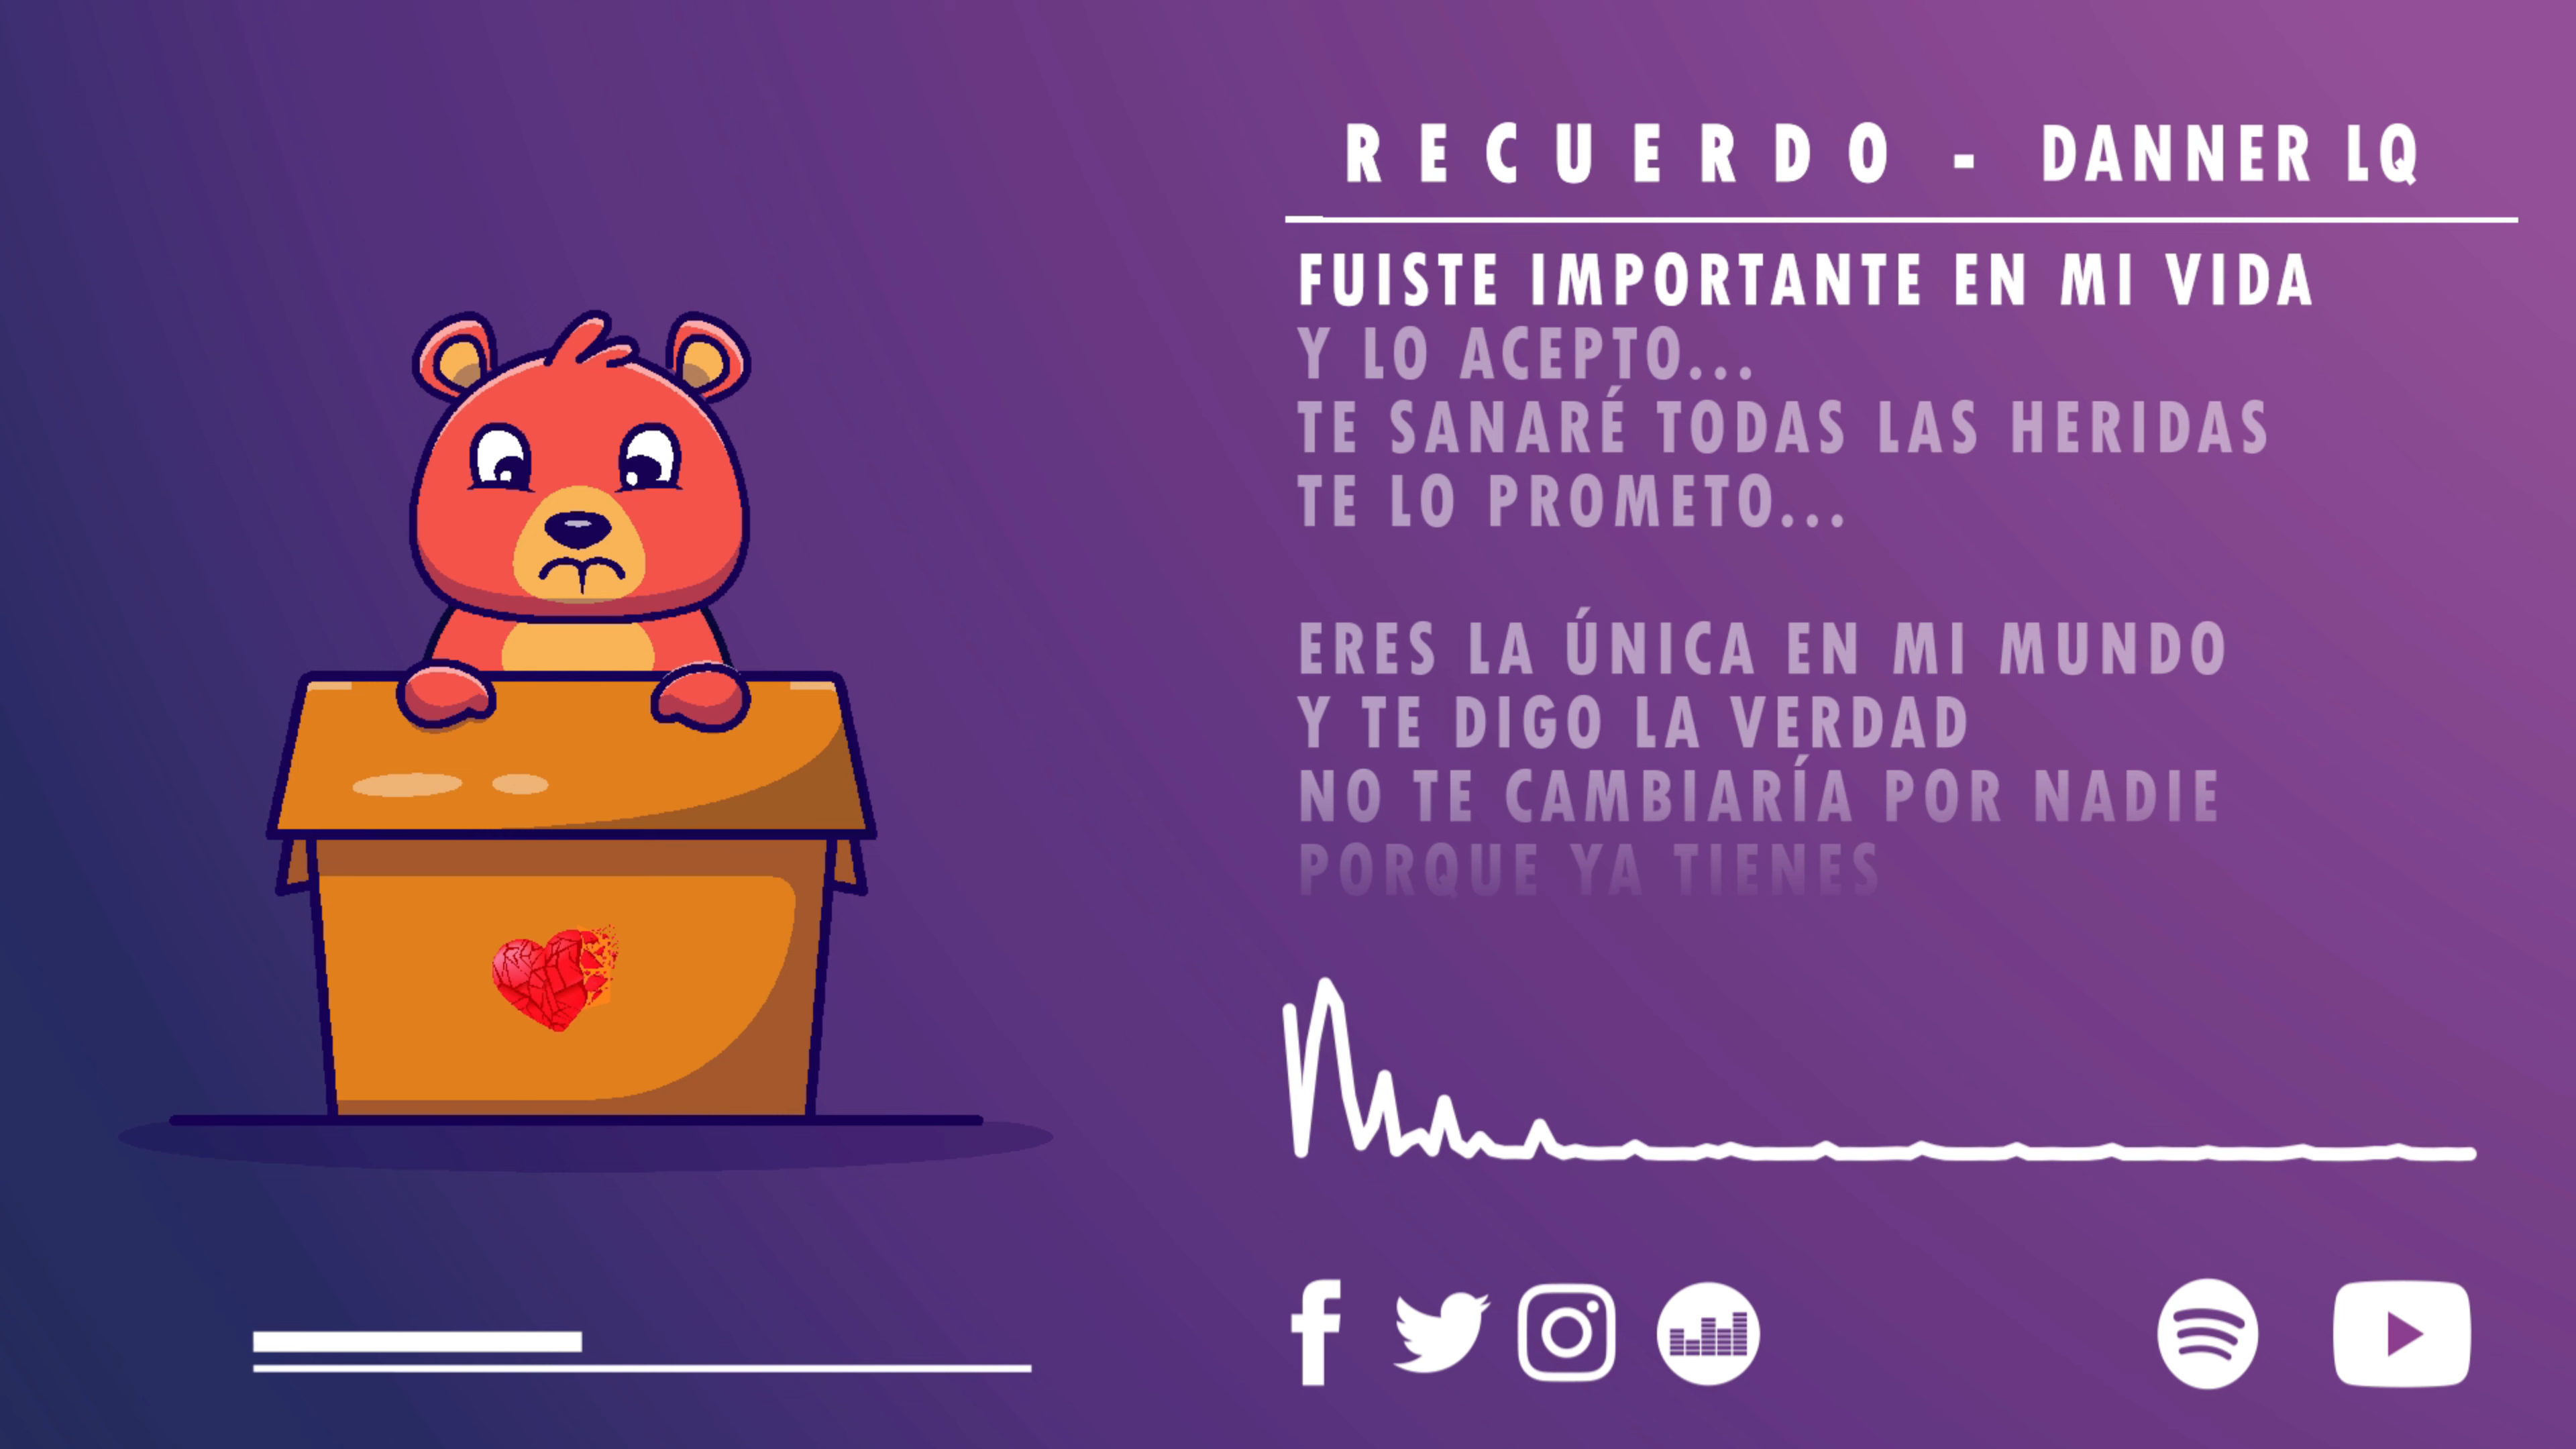 RECUERDO - DANNER LQ
FUISTE IMPORTANTE EN MI VIDA
Y LO ACEPTO...
TE SANARÉ TODAS LAS HERIDAS
TE LO PROMETO...
ERES LA ÚNICA EN MI MUNDO
Y TE DIGO LA VERDAD
NO TE CAMBIARÍA POR NADIE
PORQUE YA TIENES